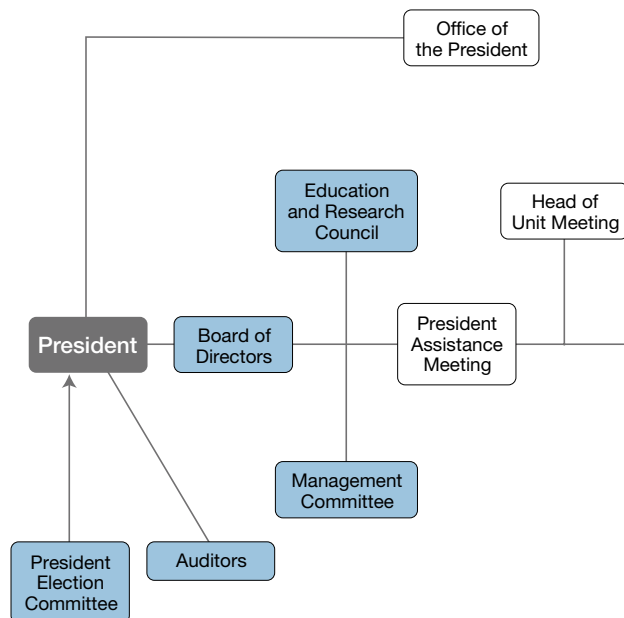 Office of
the President
Education
and Research
Council
Head of
Unit Meeting
President
Board of
Directors
President
Assistance
Meeting
Management
Committee
President
Election
Committee
Auditors